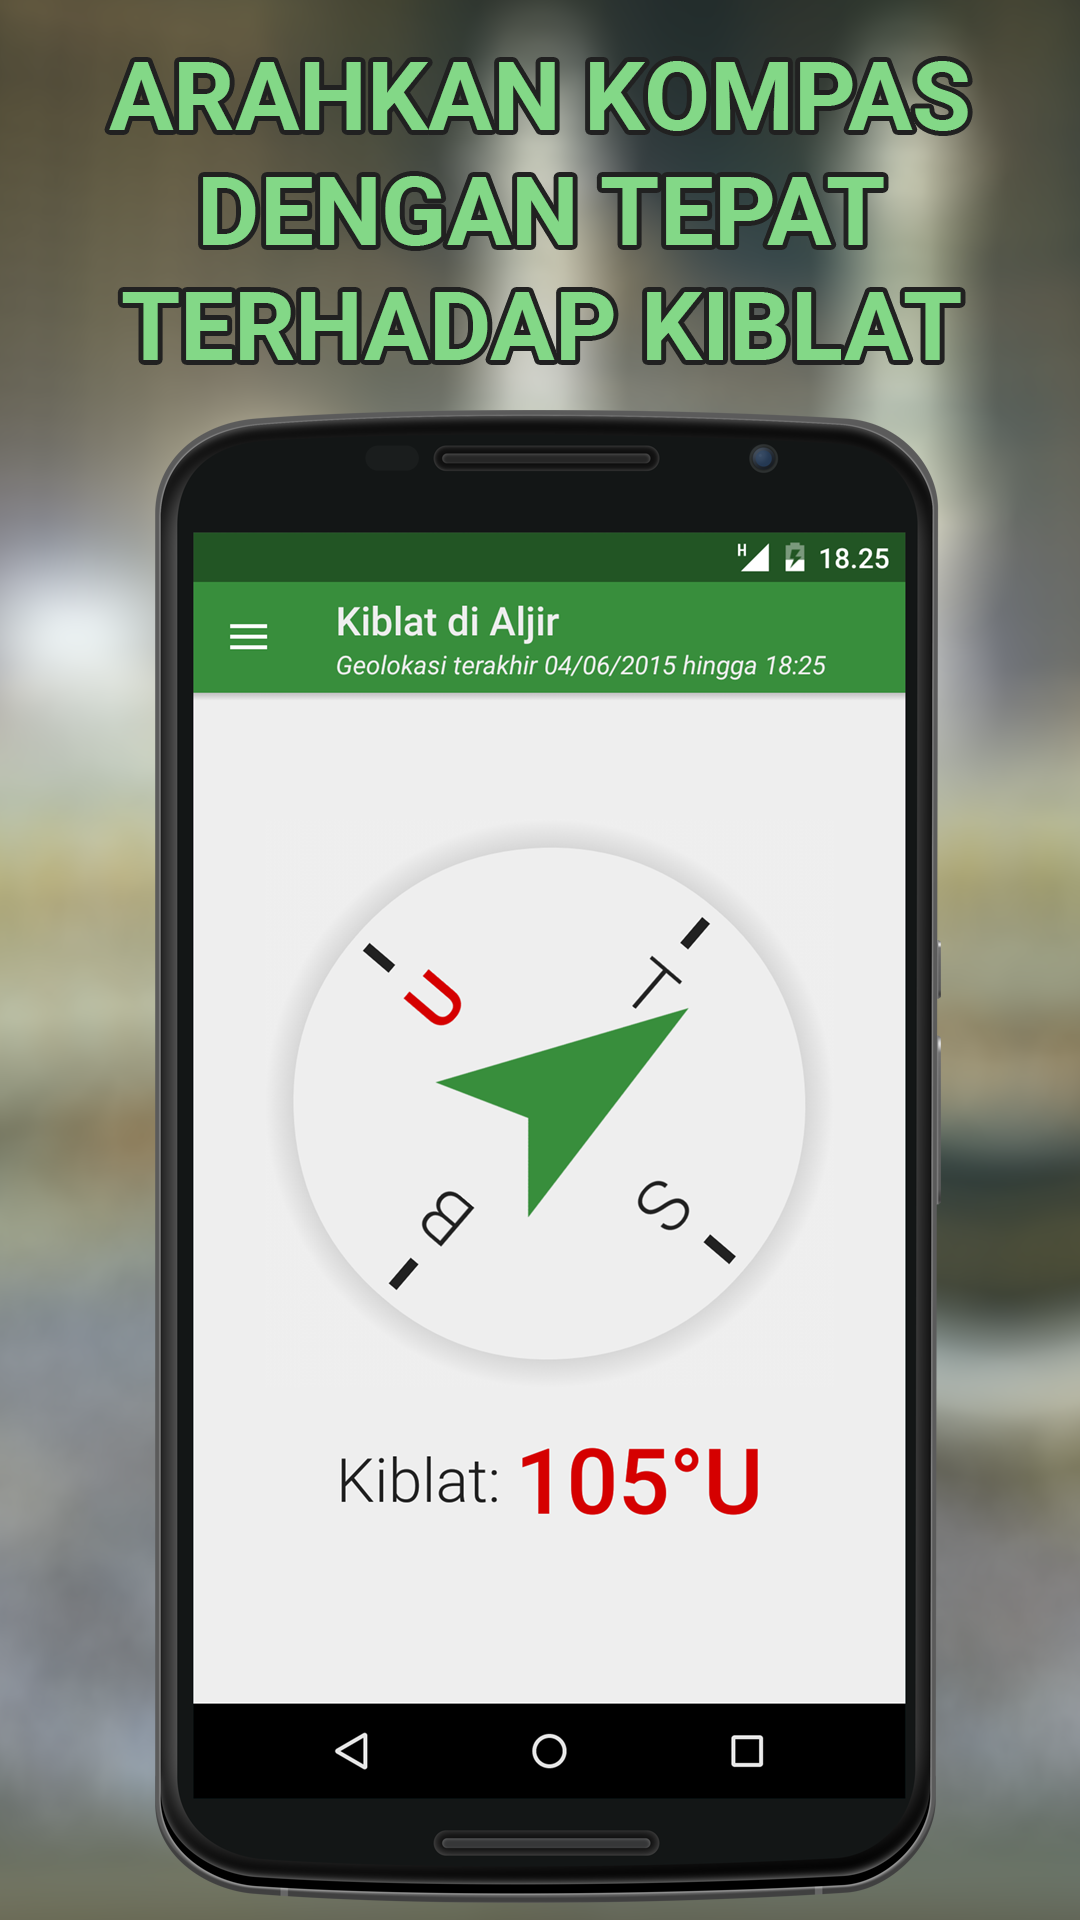 ARAHKAN KOMPAS
DENGAN TEPAT
TERHADAP KIBLAT
H 18.25
Kiblat di Aljir
Geolokasi terakhir 04/06/2015 hingga 18:25
U T
B S
Kiblat: 105°U